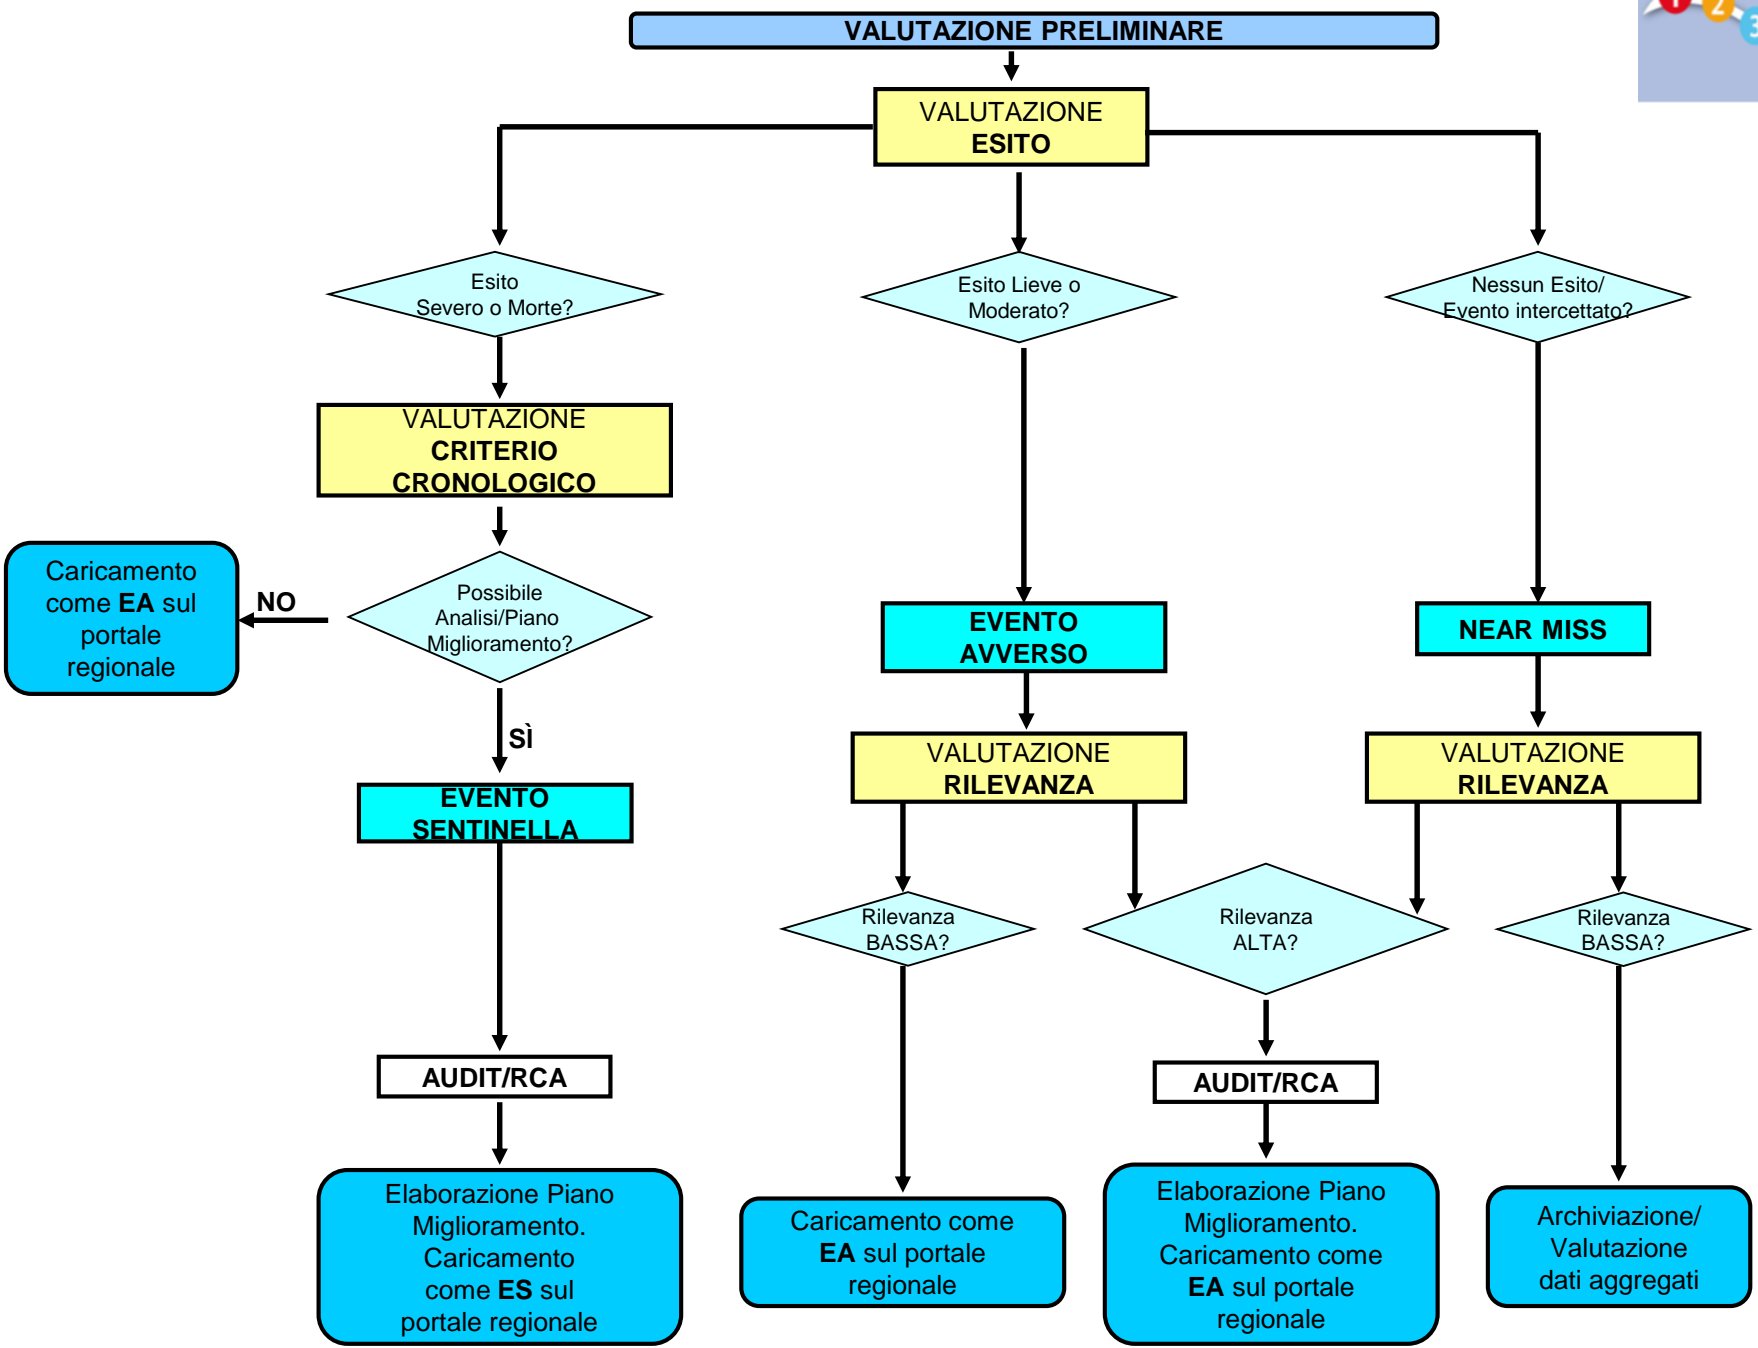 VALUTAZIONE PRELIMINARE
1
2
3
VALUTAZIONE
ESITO
Esito
Severo o Morte?
Esito Lieve o
Moderato?
Nessun Esito/
Evento intercettato?
VALUTAZIONE
CRITERIO
CRONOLOGICO
Caricamento
come EA sul
portale
regionale
NO
Possibile
Analisi/Piano
Miglioramento?
EVENTO
AVVERSO
NEAR MISS
SÌ
VALUTAZIONE
RILEVANZA
VALUTAZIONE
RILEVANZA
EVENTO
SENTINELLA
Rilevanza
BASSA?
Rilevanza
ALTA?
Rilevanza
BASSA?
AUDIT/RCA
AUDIT/RCA
Elaborazione Piano
Miglioramento.
Caricamento
come ES sul
portale regionale
Caricamento come
EA sul portale
regionale
Elaborazione Piano
Miglioramento.
Caricamento come
EA sul portale
regionale
Archiviazione/
Valutazione
dati aggregati